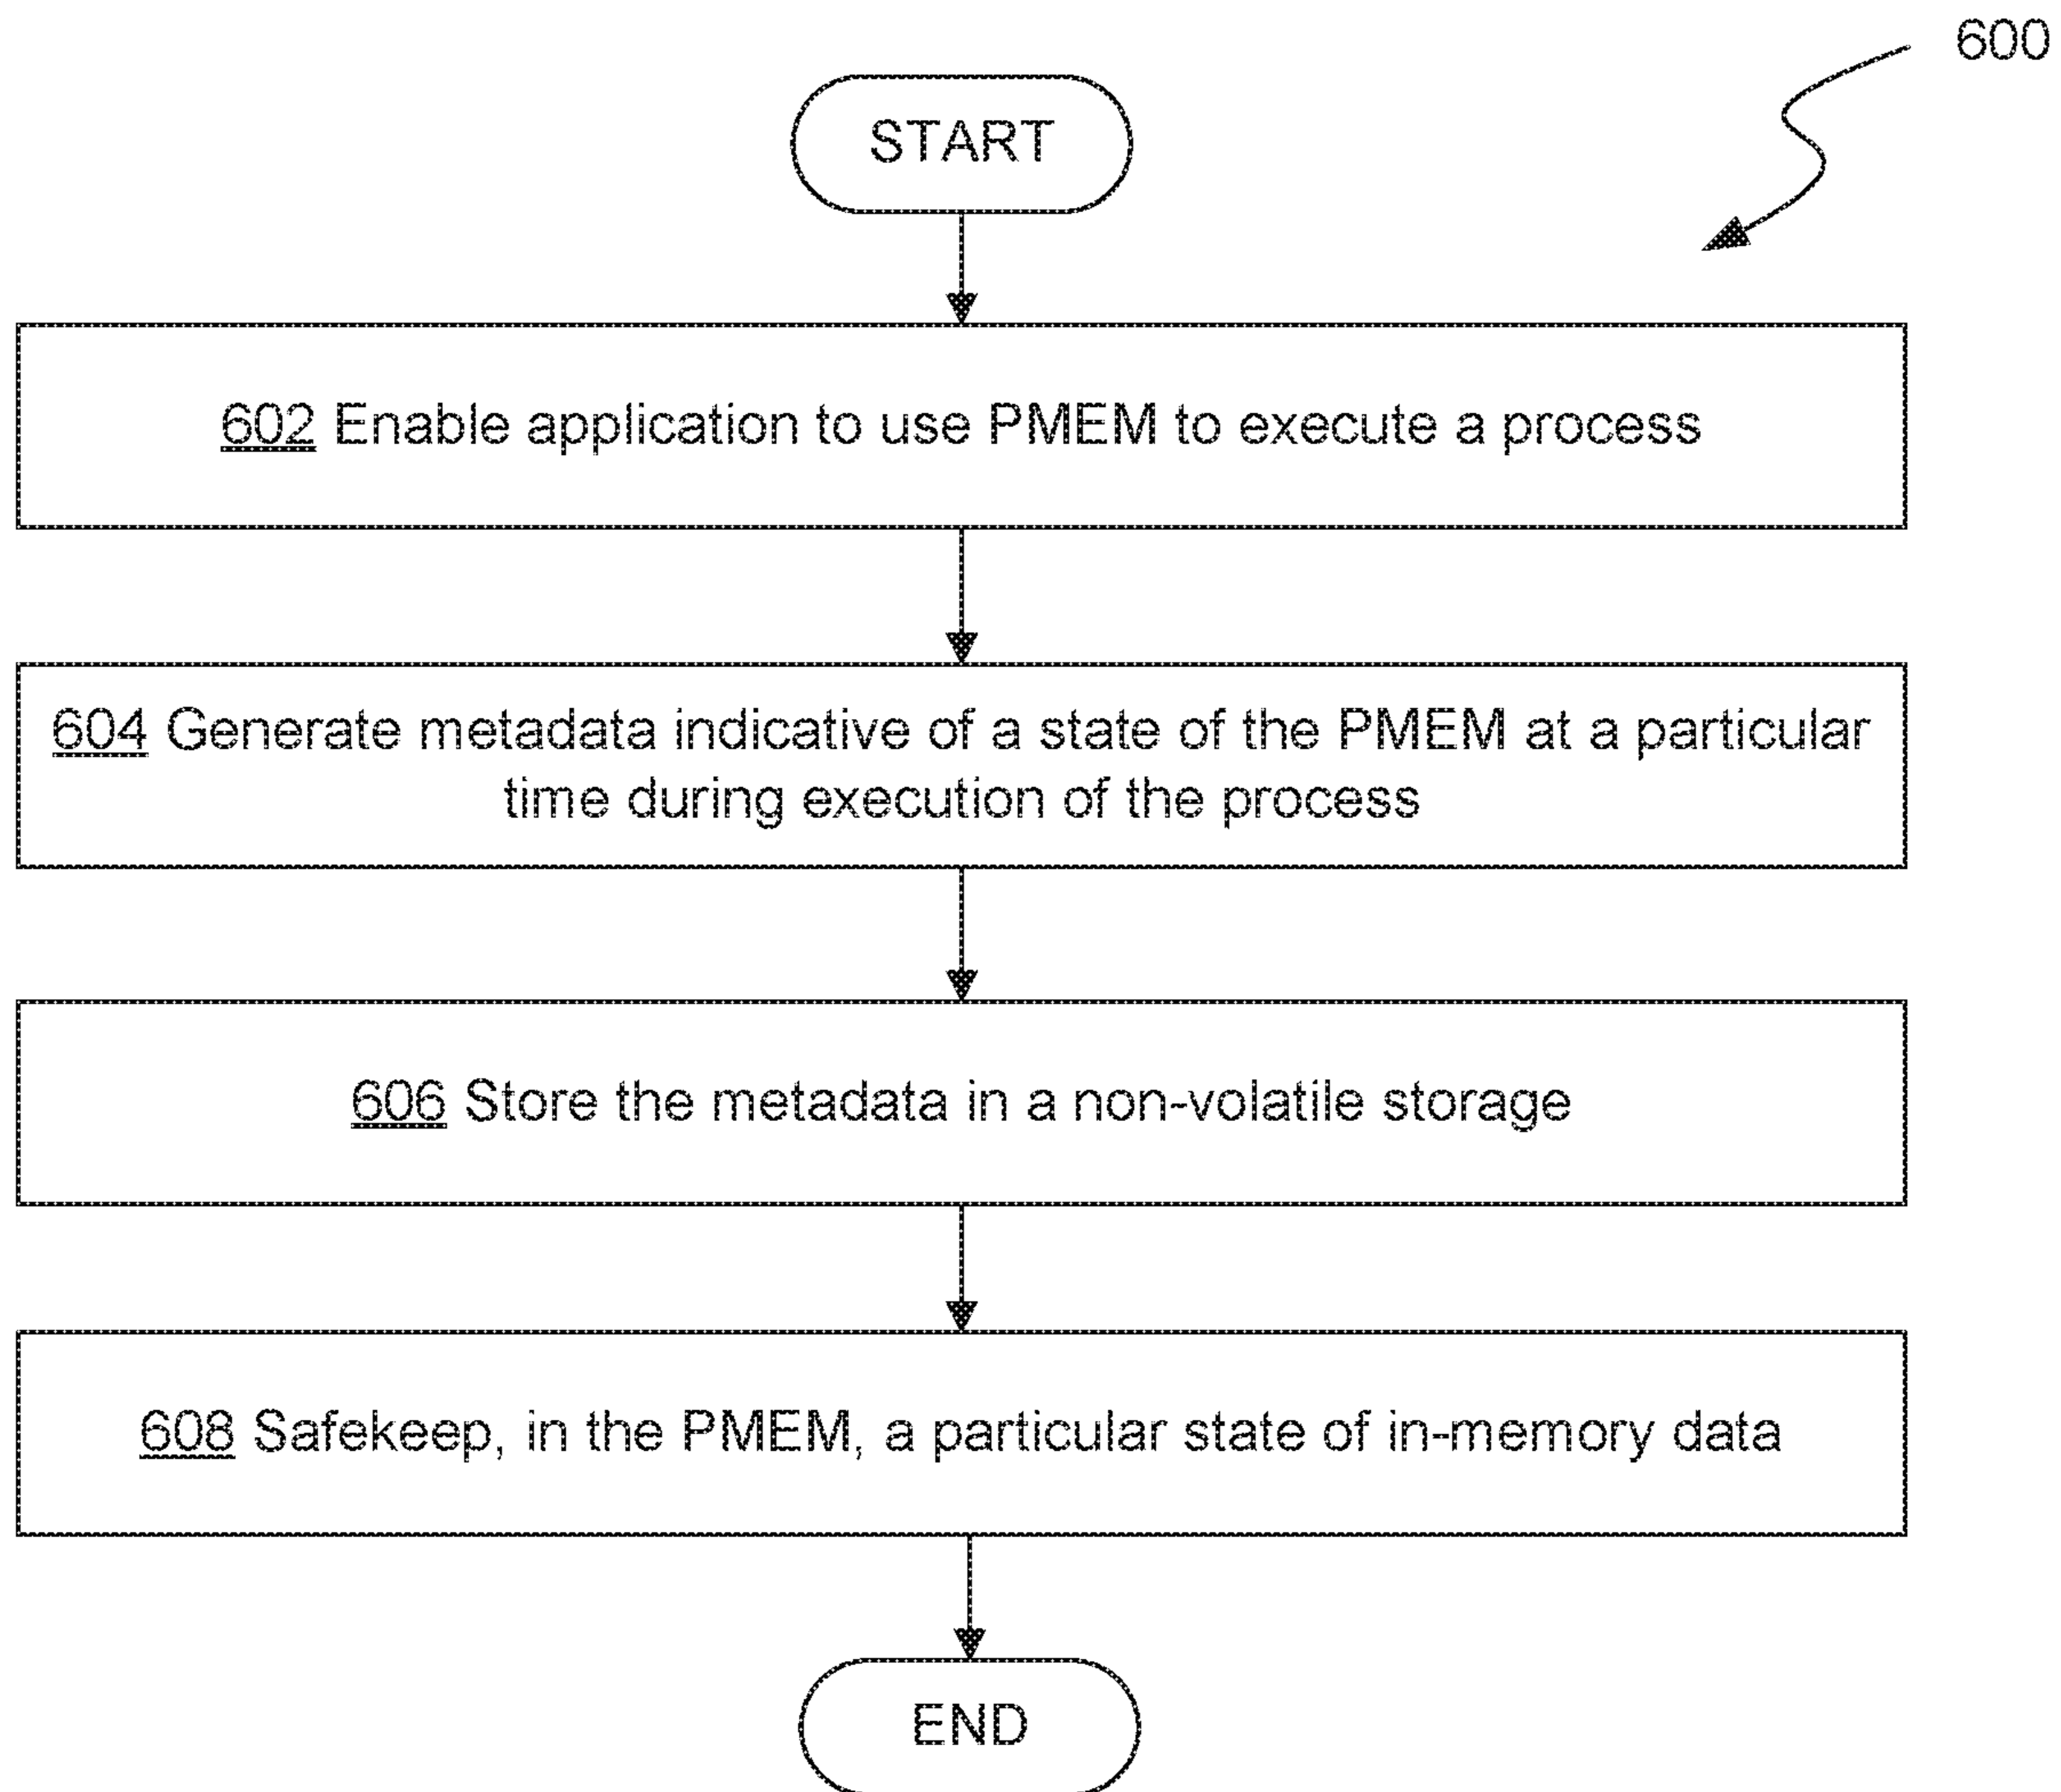 600
START
602 Enable application to use PMEM to execute a process
604 Generate metadata indicative of a state of the PMEM at a particular
time during execution of the process
606 Store the metadata in a non-volatile storage
608 Safekeep, in the PMEM, a particular state of in-memory data
END